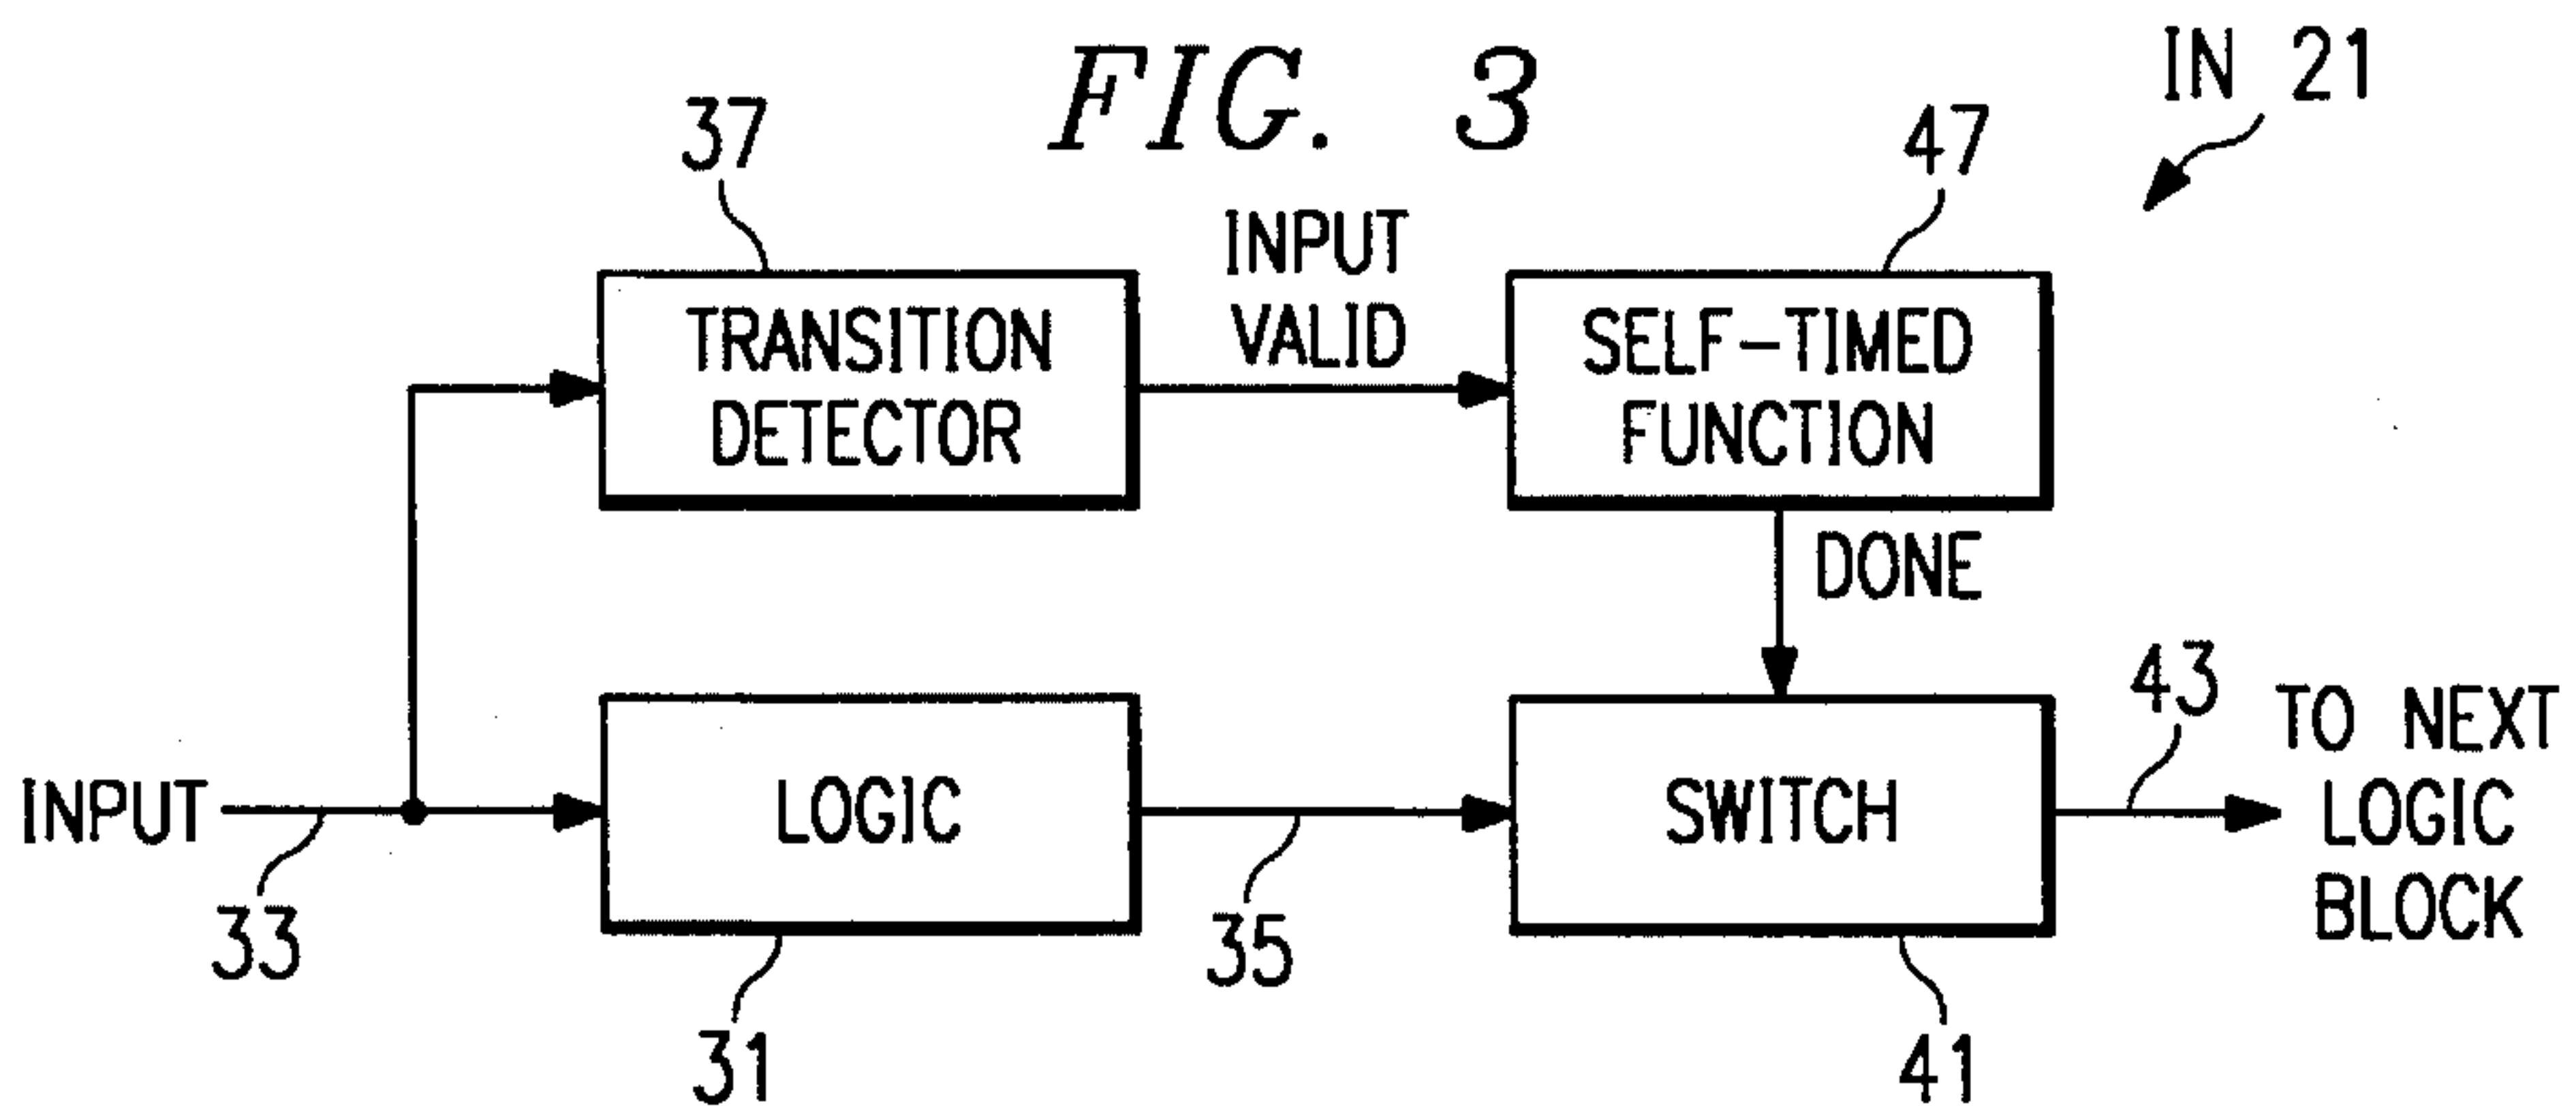 FIG. 3
IN 21
37
47
INPUT
VALID
TRANSITION
DETECTOR
SELF-TIMED
FUNCTION
DONE
43
INPUT
LOGIC
SWITCH
TO NEXT
LOGIC
BLOCK
33
35
31
41